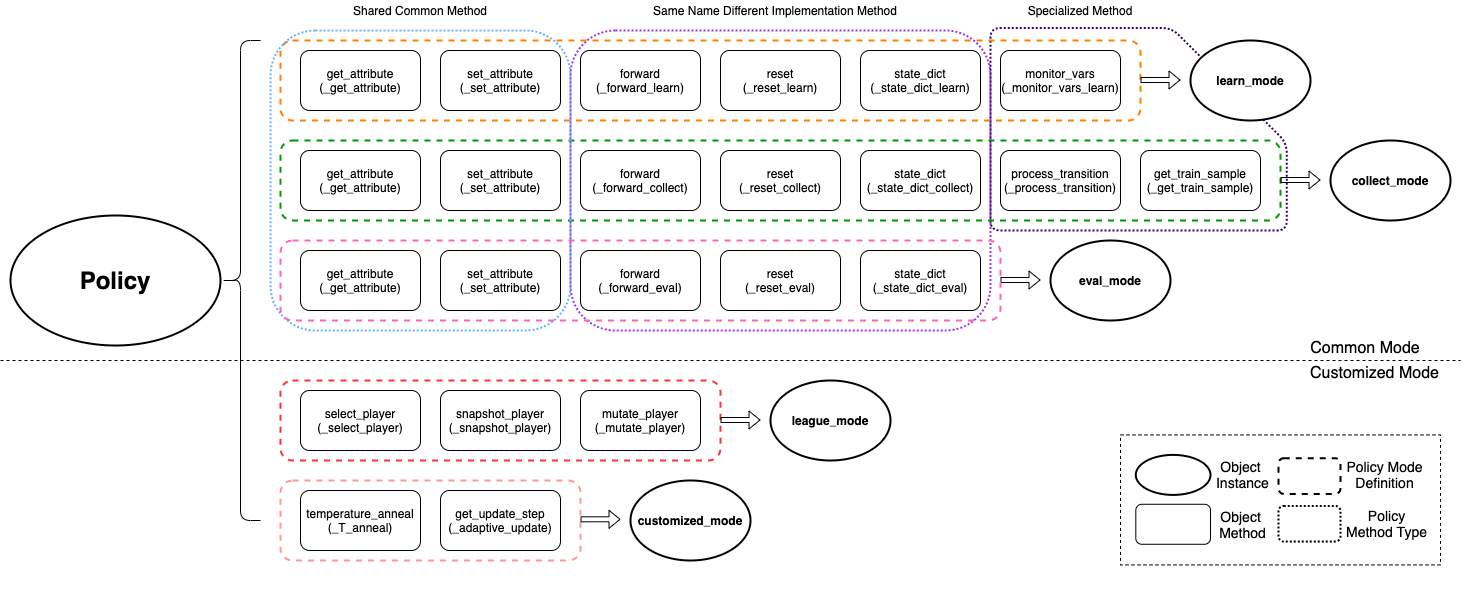 Shared Common Method
Same Name Different Implementation Method
Specialized Method
get_attribute
(_get_attribute)
set_attribute
(_set_attribute)
forward
(_forward_learn)
reset
(_reset_learn)
state_dict
(_state_dict_learn)
monitor_vars
(_monitor_vars_learn)
learn_mode
get_attribute
(_get_attribute)
set_attribute
(_set_attribute)
forward
(_forward_collect)
reset
(_reset_collect)
state_dict
(_state_dict_collect)
process_transition
(_process_transition)
get_train_sample
(_get_train_sample)
collect_mode
Policy
get_attribute
(_get_attribute)
set_attribute
(_set_attribute)
forward
(_forward_eval)
reset
(_reset_eval)
state_dict
(_state_dict_eval)
eval_mode
Common Mode
Customized Mode
select_player
(_select_player)
snapshot_player
(_snapshot_player)
mutate_player
(_mutate_player)
league_mode
temperature_anneal
(_T_anneal)
get_update_step
(_adaptive_update)
customized_mode
Object
Instance
Policy Mode
Definition
Object
Method
Policy
Method Type